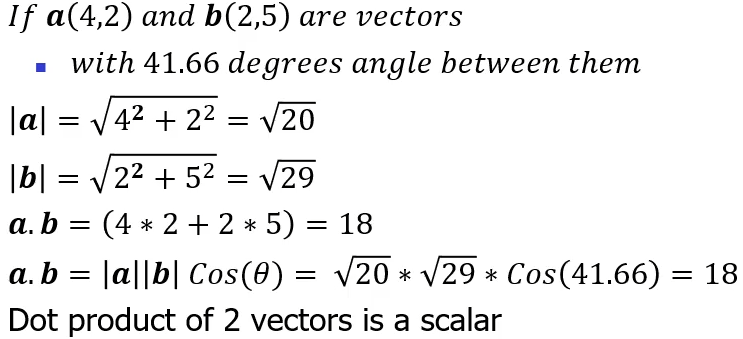 If a(4,2) and b(2,5) are vectors
▪ with 41.66 degrees angle between them
|a| = √(4² + 2²) = √20
|b| = √(2² + 5²) = √29
a.b = (4 * 2 + 2 * 5) = 18
a.b = |a||b| Cos(θ) = √20 * √29 * Cos(41.66) = 18
Dot product of 2 vectors is a scalar